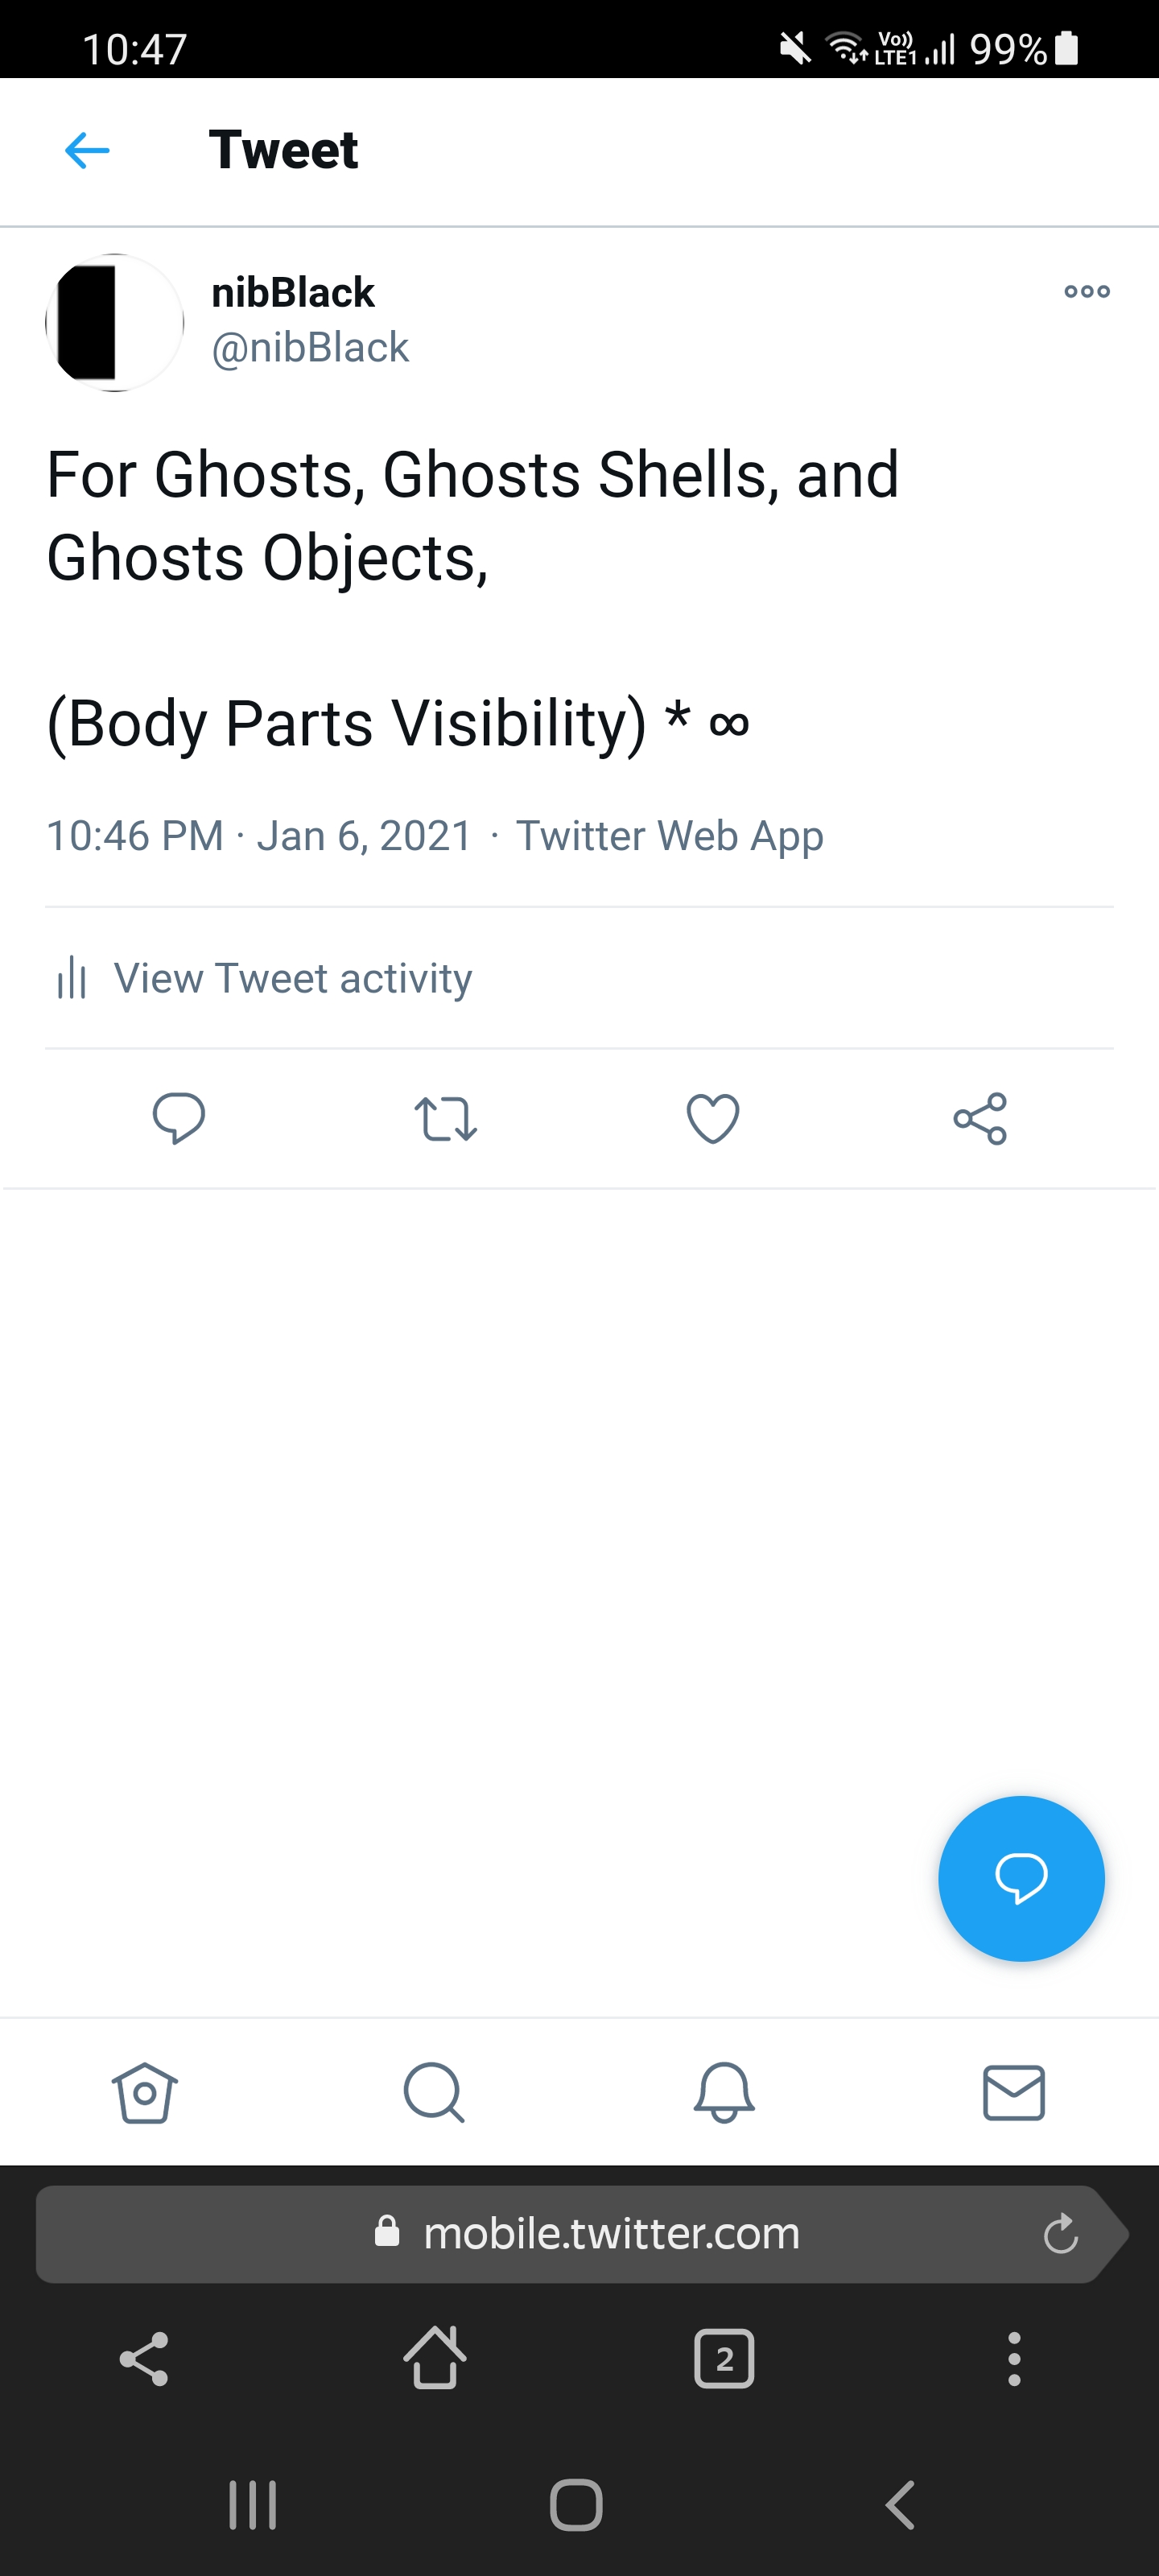 10:47
Vo)) LTE1 99%
Tweet
nibBlack
@nibBlack
For Ghosts, Ghosts Shells, and
Ghosts Objects,
(Body Parts Visibility) * ∞
10:46 PM · Jan 6, 2021 · Twitter Web App
View Tweet activity
mobile.twitter.com
2